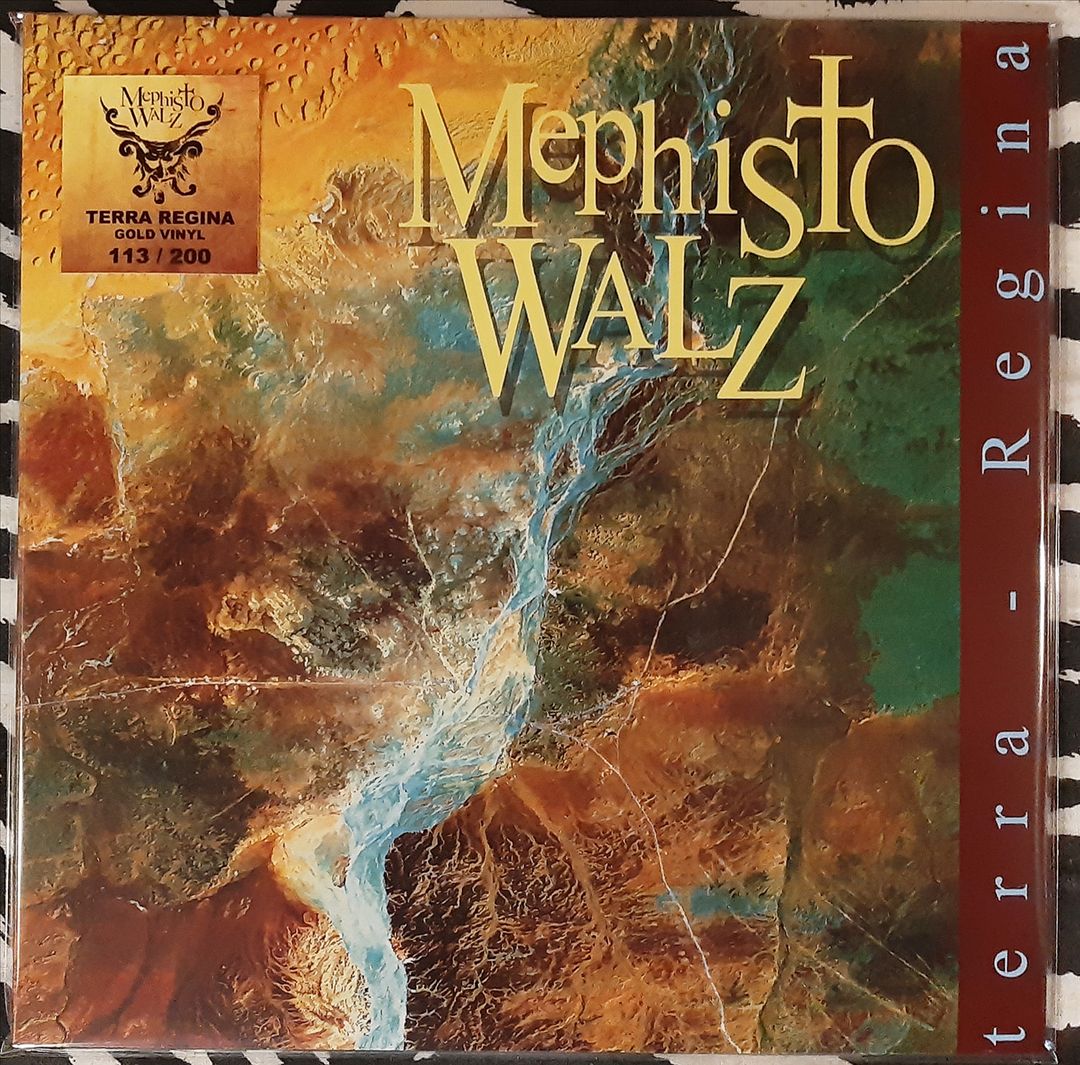 Mephisto
WALZ
TERRA REGINA
GOLD VINYL
113 / 200
Mephisto
WALZ
terra - Regina